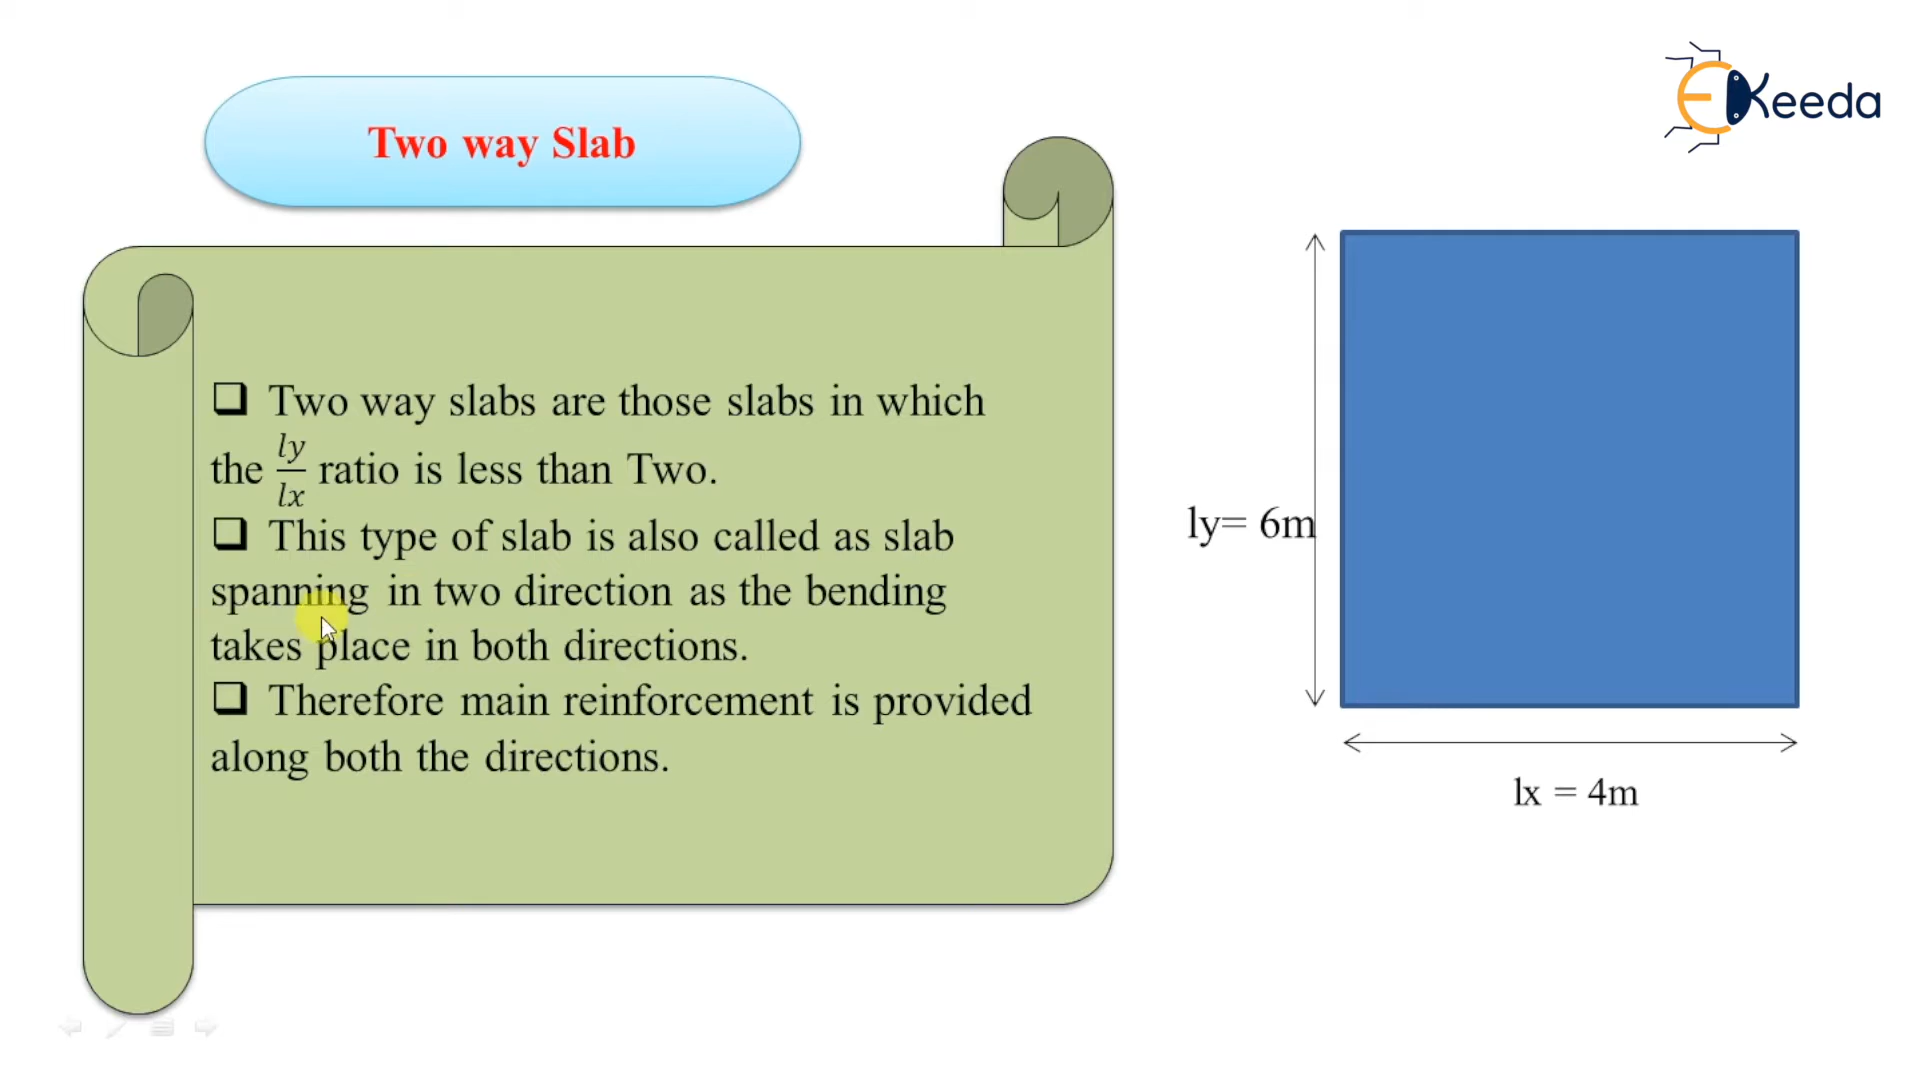 EKeeda
Two way Slab
❑ Two way slabs are those slabs in which
the ly/lx ratio is less than Two.
❑ This type of slab is also called as slab
spanning in two direction as the bending
takes place in both directions.
❑ Therefore main reinforcement is provided
along both the directions.
ly= 6m
lx = 4m